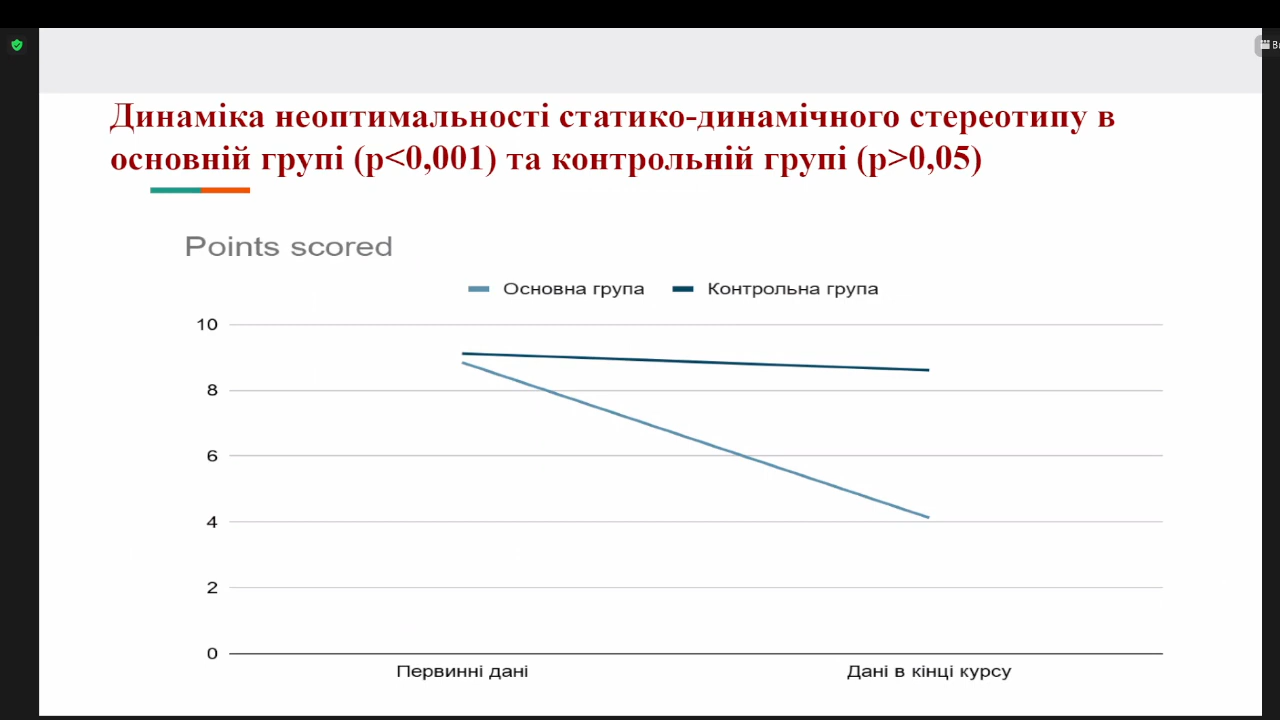 Динаміка неоптимальності статико-динамічного стереотипу в
основній групі (p<0,001) та контрольній групі (p>0,05)
Points scored
Основна група
Контрольна група
10
8
6
4
2
0
Первинні дані
Дані в кінці курсу